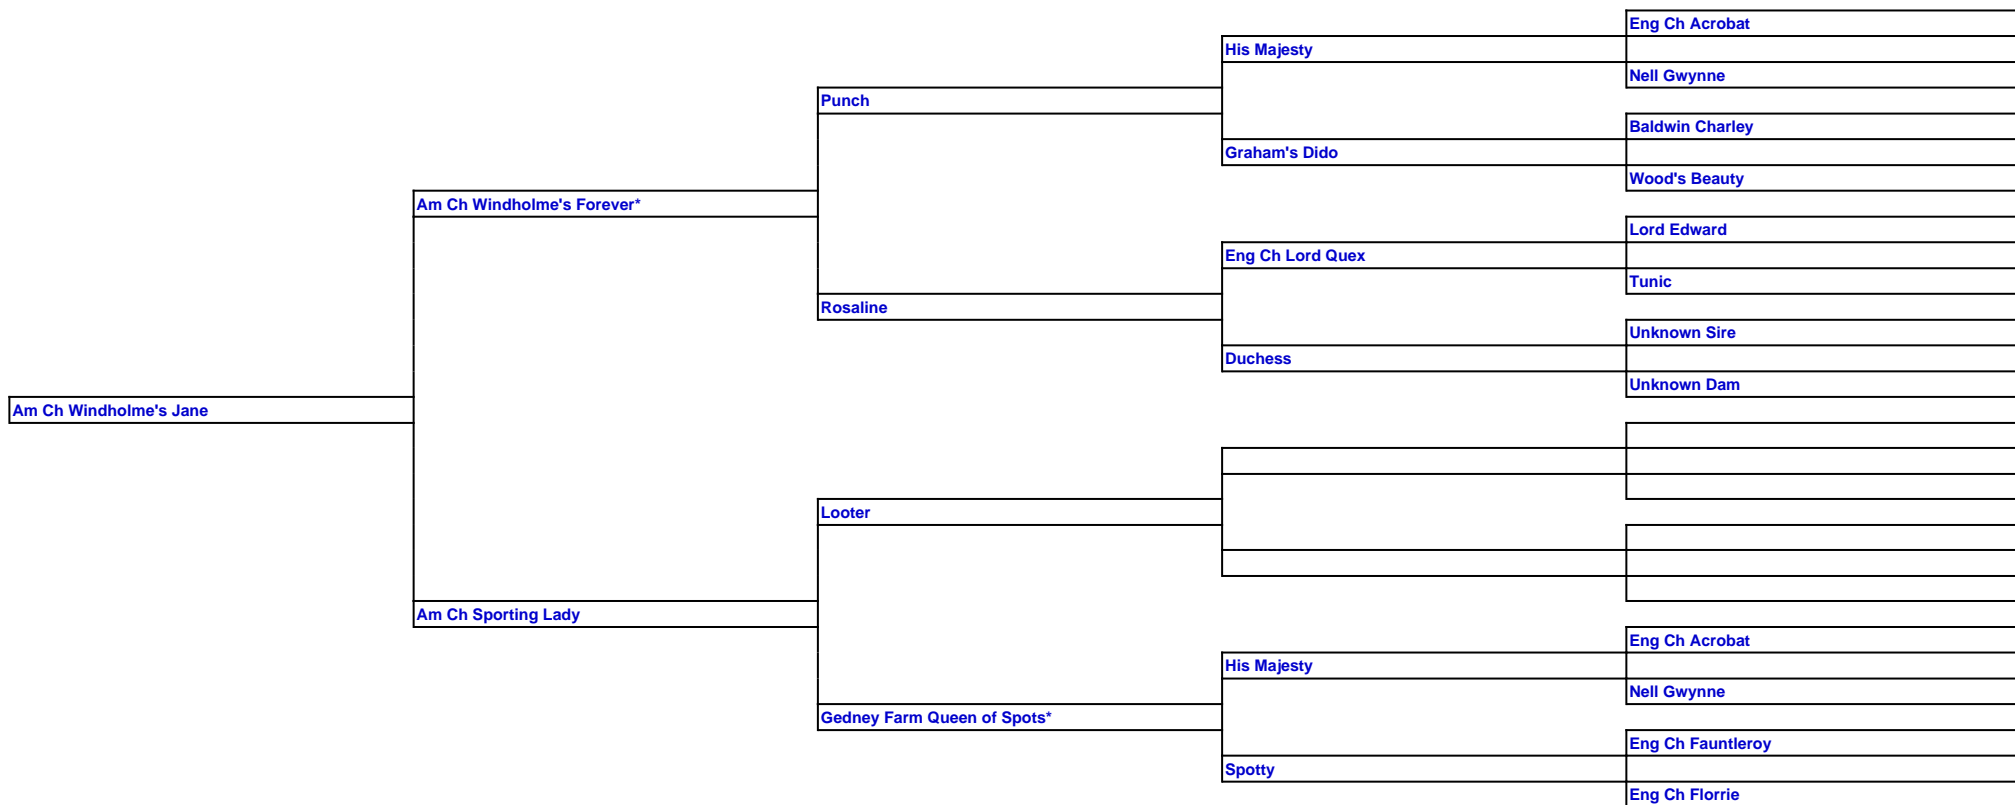 Eng Ch Acrobat
His Majesty
Nell Gwynne
Punch
Baldwin Charley
Graham's Dido
Wood's Beauty
Am Ch Windholme's Forever*
Lord Edward
Eng Ch Lord Quex
Tunic
Rosaline
Unknown Sire
Duchess
Unknown Dam
Am Ch Windholme's Jane
Looter
Am Ch Sporting Lady
Eng Ch Acrobat
His Majesty
Nell Gwynne
Gedney Farm Queen of Spots*
Eng Ch Fauntleroy
Spotty
Eng Ch Florrie